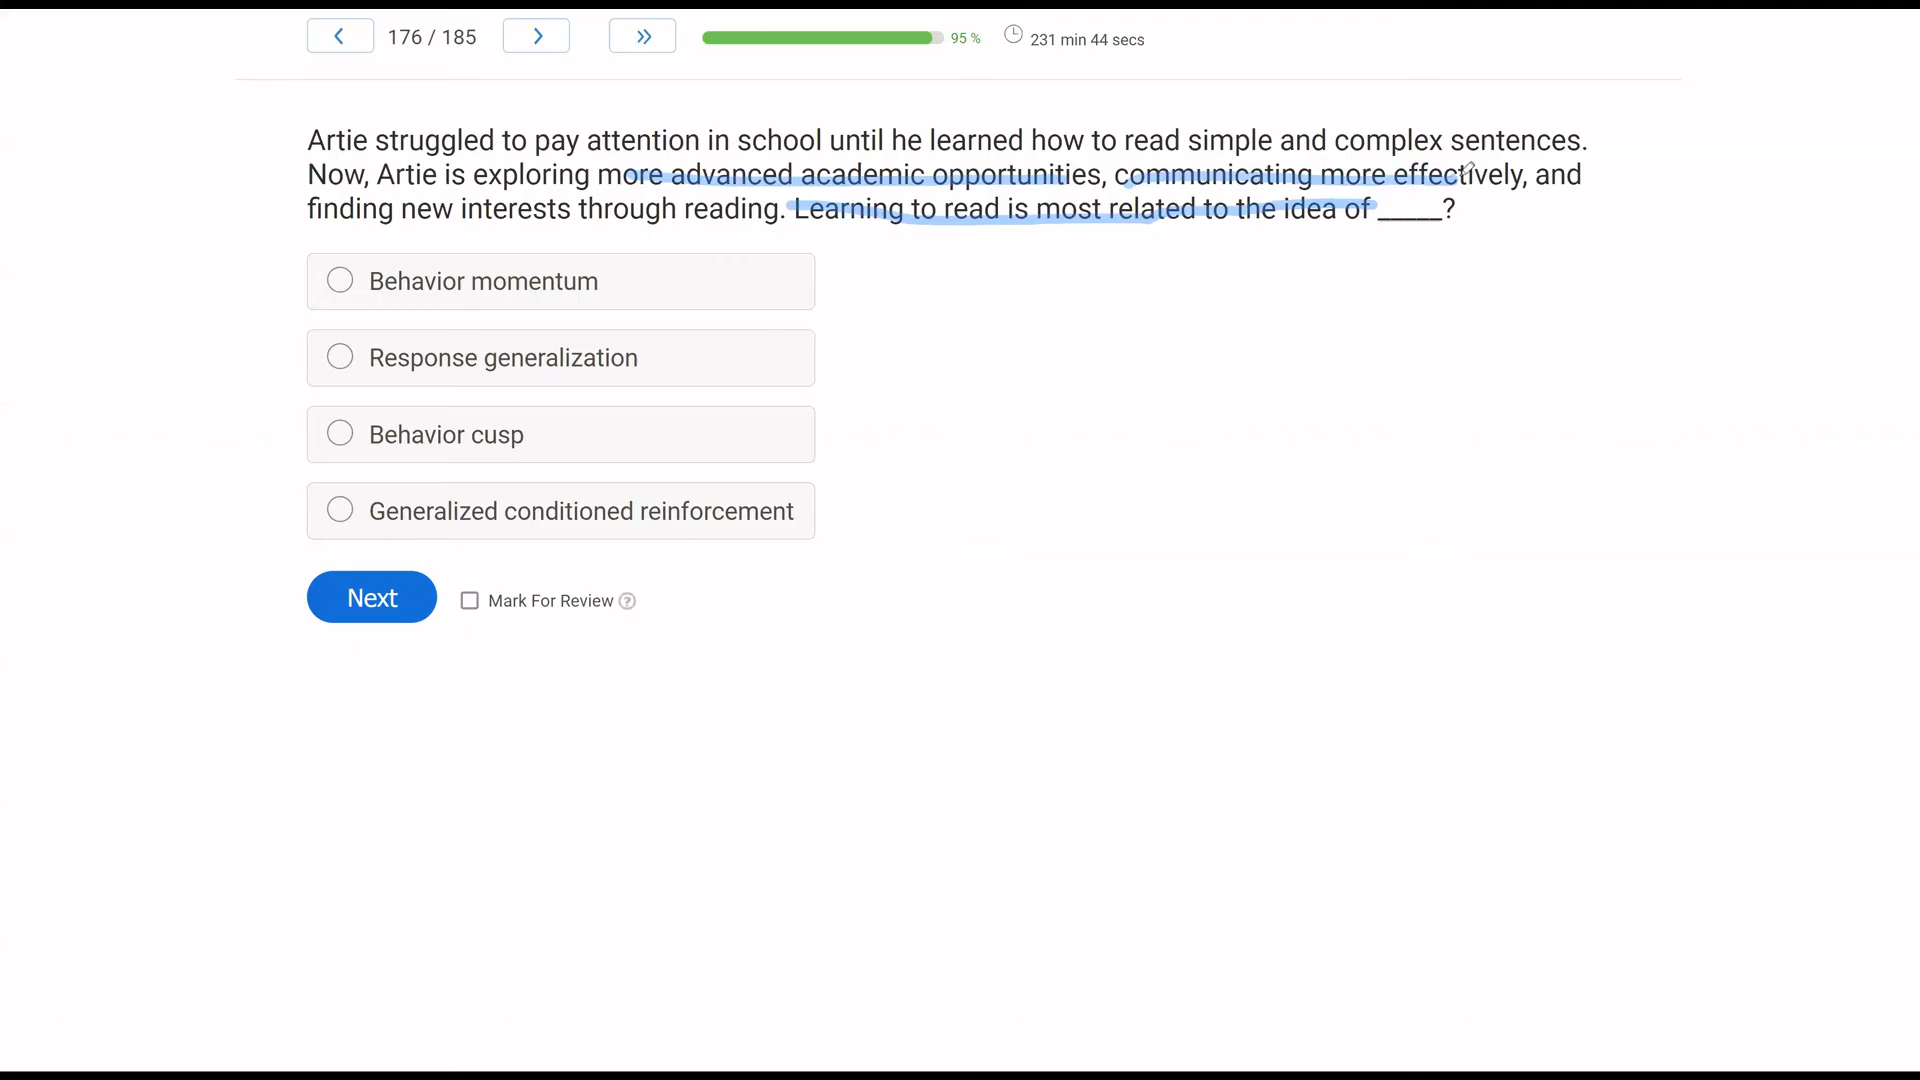 176 / 185
95 %
231 min 44 secs
Artie struggled to pay attention in school until he learned how to read simple and complex sentences.
Now, Artie is exploring more advanced academic opportunities, communicating more effectively, and
finding new interests through reading. Learning to read is most related to the idea of _____?
Behavior momentum
Response generalization
Behavior cusp
Generalized conditioned reinforcement
Next
Mark For Review ?